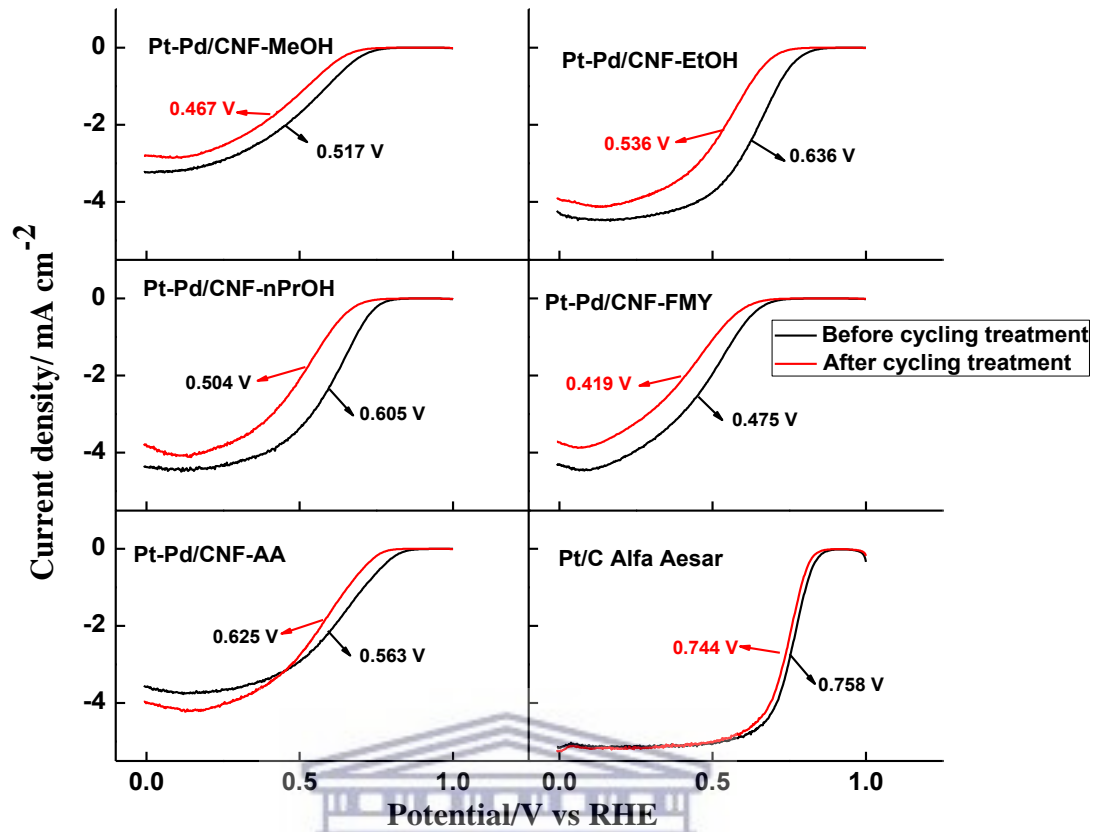 Pt-Pd/CNF-MeOH
0
-2
-4
0.467 V
0.517 V
Pt-Pd/CNF-EtOH
0.536 V
0.636 V
Pt-Pd/CNF-nPrOH
0
-2
-4
0.504 V
0.605 V
Pt-Pd/CNF-FMY
0.419 V
0.475 V
Before cycling treatment
After cycling treatment
Pt-Pd/CNF-AA
0
-2
-4
0.625 V
0.563 V
Pt/C Alfa Aesar
0.744 V
0.758 V
0.0 0.5 1.0 0.0 0.5 1.0
Current density/ mA cm-2
Potential/V vs RHE